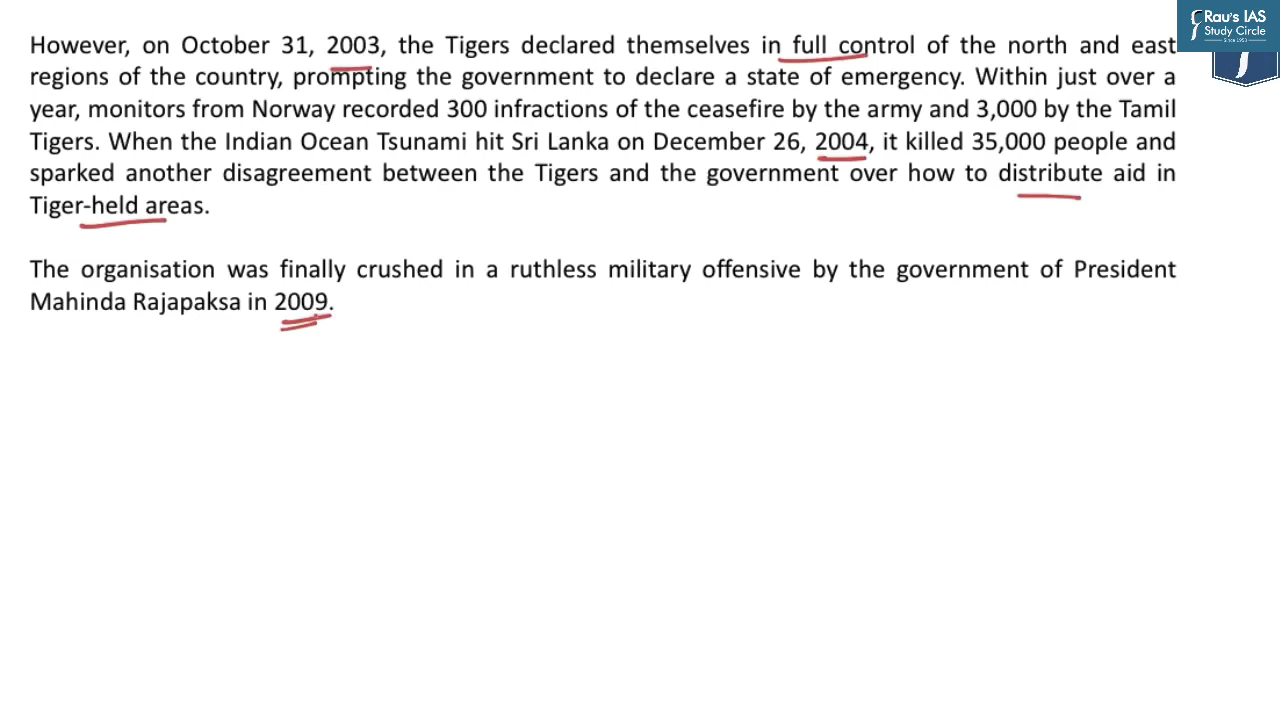 Rau's IAS
Study Circle
Since 1953
However, on October 31, 2003, the Tigers declared themselves in full control of the north and east
regions of the country, prompting the government to declare a state of emergency. Within just over a
year, monitors from Norway recorded 300 infractions of the ceasefire by the army and 3,000 by the Tamil
Tigers. When the Indian Ocean Tsunami hit Sri Lanka on December 26, 2004, it killed 35,000 people and
sparked another disagreement between the Tigers and the government over how to distribute aid in
Tiger-held areas.
The organisation was finally crushed in a ruthless military offensive by the government of President
Mahinda Rajapaksa in 2009.